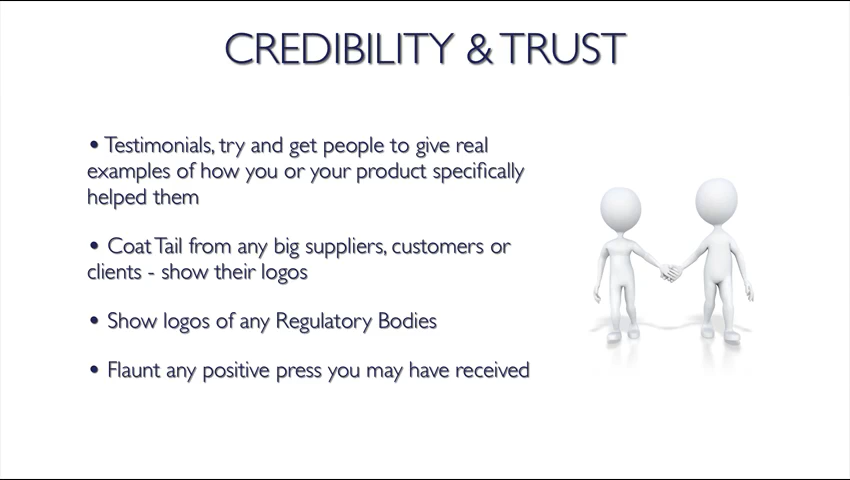 CREDIBILITY & TRUST
• Testimonials, try and get people to give real
examples of how you or your product specifically
helped them
• Coat Tail from any big suppliers, customers or
clients - show their logos
• Show logos of any Regulatory Bodies
• Flaunt any positive press you may have received